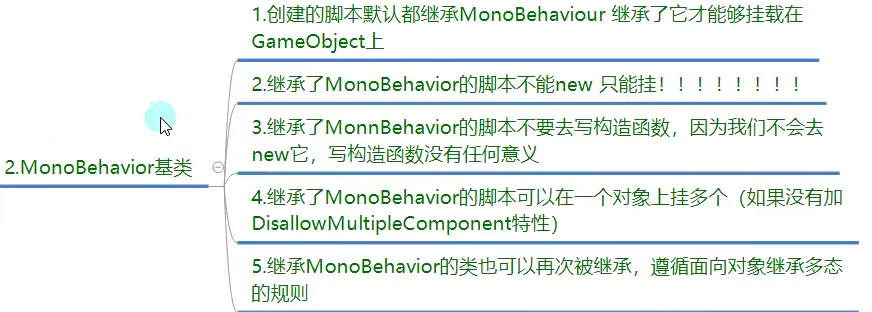 2.MonoBehavior基类
1.创建的脚本默认都继承MonoBehaviour 继承了它才能够挂载在
GameObject上
2.继承了MonoBehavior的脚本不能new 只能挂！！！！！！！！
3.继承了MonnBehavior的脚本不要去写构造函数，因为我们不会去
new它，写构造函数没有任何意义
4.继承了MonoBehavior的脚本可以在一个对象上挂多个（如果没有加
DisallowMultipleComponent特性）
5.继承MonoBehavior的类也可以再次被继承，遵循面向对象继承多态
的规则